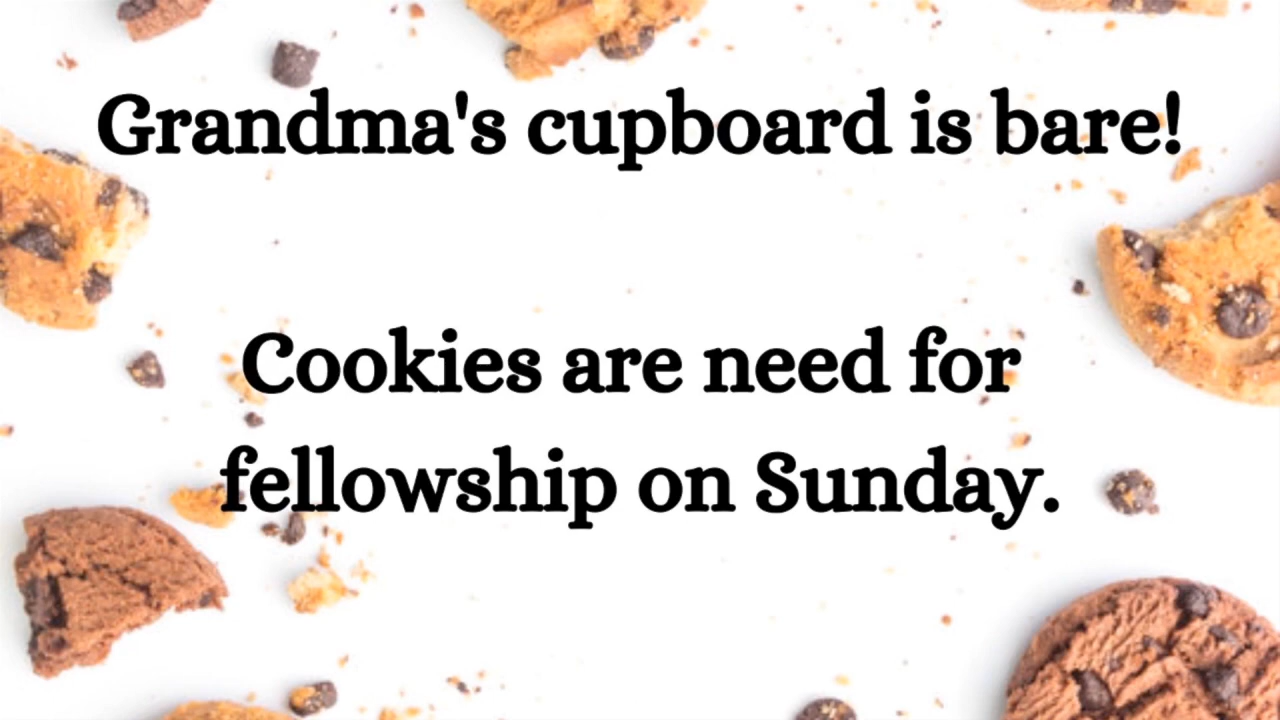 Grandma's cupboard is bare!
Cookies are need for
fellowship on Sunday.